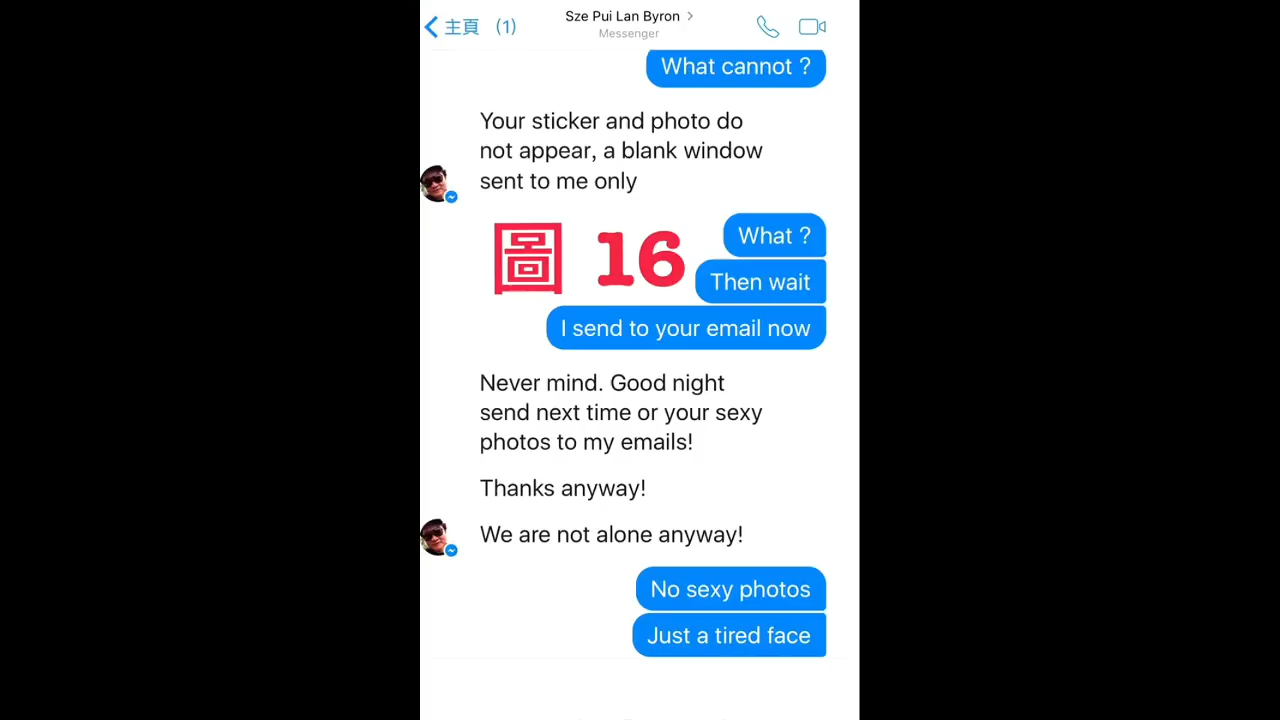 主頁 (1)
Sze Pui Lan Byron
Messenger
What cannot ?
Your sticker and photo do
not appear, a blank window
sent to me only
What ?
圖 16
Then wait
I send to your email now
Never mind. Good night
send next time or your sexy
photos to my emails!
Thanks anyway!
We are not alone anyway!
No sexy photos
Just a tired face